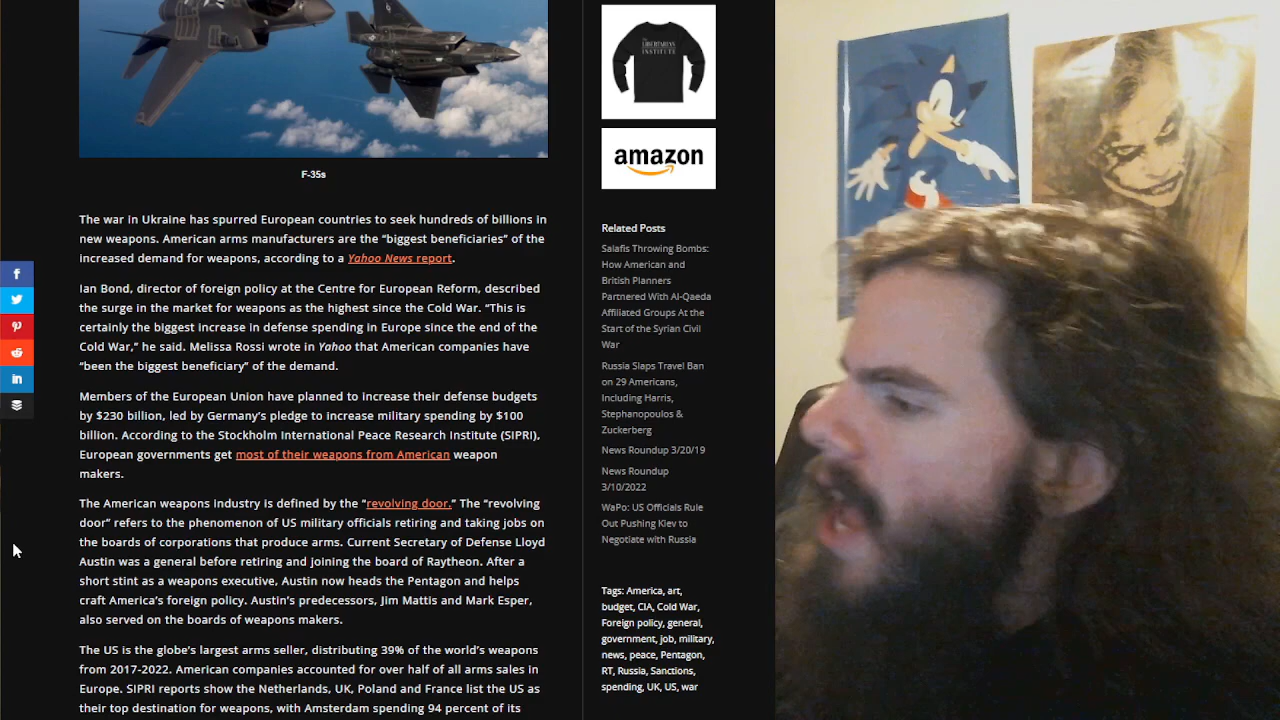 F-35s
The war in Ukraine has spurred European countries to seek hundreds of billions in
new weapons. American arms manufacturers are the “biggest beneficiaries” of the
increased demand for weapons, according to a Yahoo News report.
Ian Bond, director of foreign policy at the Centre for European Reform, described
the surge in the market for weapons as the highest since the Cold War. “This is
certainly the biggest increase in defense spending in Europe since the end of the
Cold War,” he said. Melissa Rossi wrote in Yahoo that American companies have
“been the biggest beneficiary” of the demand.
Members of the European Union have planned to increase their defense budgets
by $230 billion, led by Germany’s pledge to increase military spending by $100
billion. According to the Stockholm International Peace Research Institute (SIPRI),
European governments get most of their weapons from American weapon
makers.
The American weapons industry is defined by the “revolving door.” The “revolving
door” refers to the phenomenon of US military officials retiring and taking jobs on
the boards of corporations that produce arms. Current Secretary of Defense Lloyd
Austin was a general before retiring and joining the board of Raytheon. After a
short stint as a weapons executive, Austin now heads the Pentagon and helps
craft America’s foreign policy. Austin’s predecessors, Jim Mattis and Mark Esper,
also served on the boards of weapons makers.
The US is the globe’s largest arms seller, distributing 39% of the world’s weapons
from 2017-2022. American companies accounted for over half of all arms sales in
Europe. SIPRI reports show the Netherlands, UK, Poland and France list the US as
their top destination for weapons, with Amsterdam spending 94 percent of its
LIBERTARIAN
INSTITUTE
amazon
Related Posts
Salafis Throwing Bombs:
How American and
British Planners
Partnered With Al-Qaeda
Affiliated Groups At the
Start of the Syrian Civil
War
Russia Slaps Travel Ban
on 29 Americans,
Including Harris,
Stephanopoulos &
Zuckerberg
News Roundup 3/20/19
News Roundup
3/10/2022
WaPo: US Officials Rule
Out Pushing Kiev to
Negotiate with Russia
Tags: America, art,
budget, CIA, Cold War,
Foreign policy, general,
government, job, military,
news, peace, Pentagon,
RT, Russia, Sanctions,
spending, UK, US, war